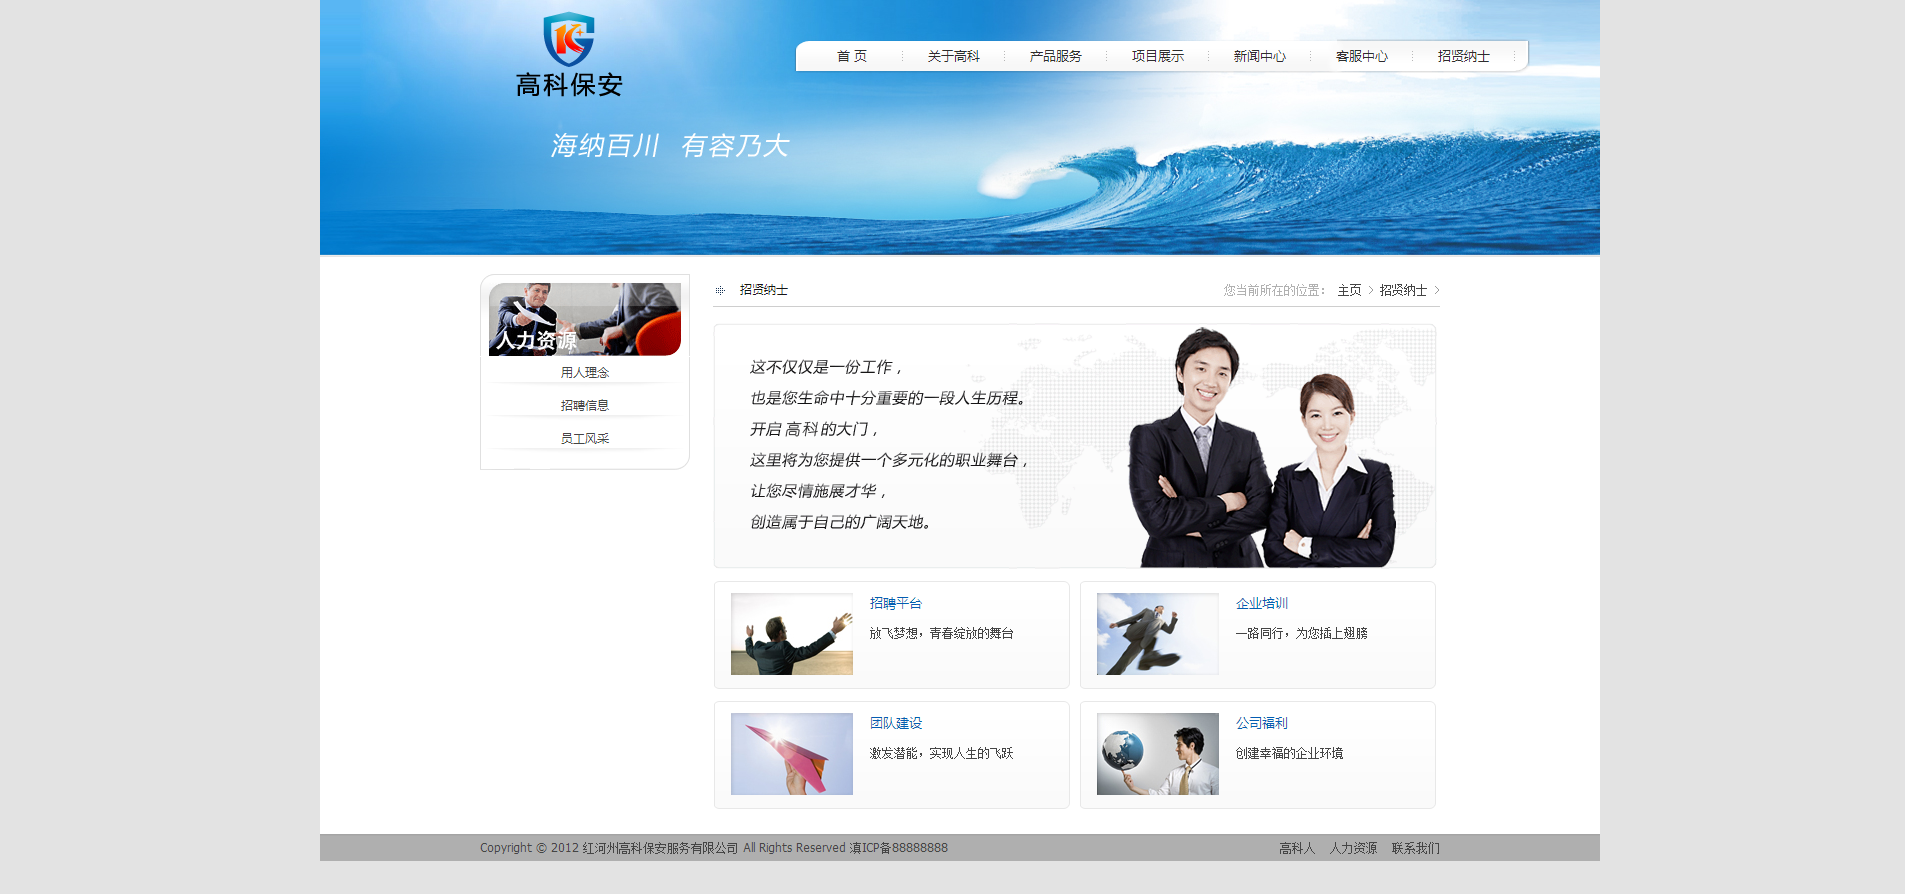 高科保安
首 页
关于高科
产品服务
项目展示
新闻中心
客服中心
招贤纳士
海纳百川 有容乃大
人力资源
用人理念
招聘信息
员工风采
招贤纳士
您当前所在的位置： 主页 > 招贤纳士 >
这不仅仅是一份工作，
也是您生命中十分重要的一段人生历程。
开启高科的大门，
这里将为您提供一个多元化的职业舞台，
让您尽情施展才华，
创造属于自己的广阔天地。
招聘平台
放飞梦想，青春绽放的舞台
企业培训
一路同行，为您插上翅膀
团队建设
激发潜能，实现人生的飞跃
公司福利
创建幸福的企业环境
Copyright © 2012 红河州高科保安服务有限公司 All Rights Reserved 滇ICP备88888888
高科人 人力资源 联系我们